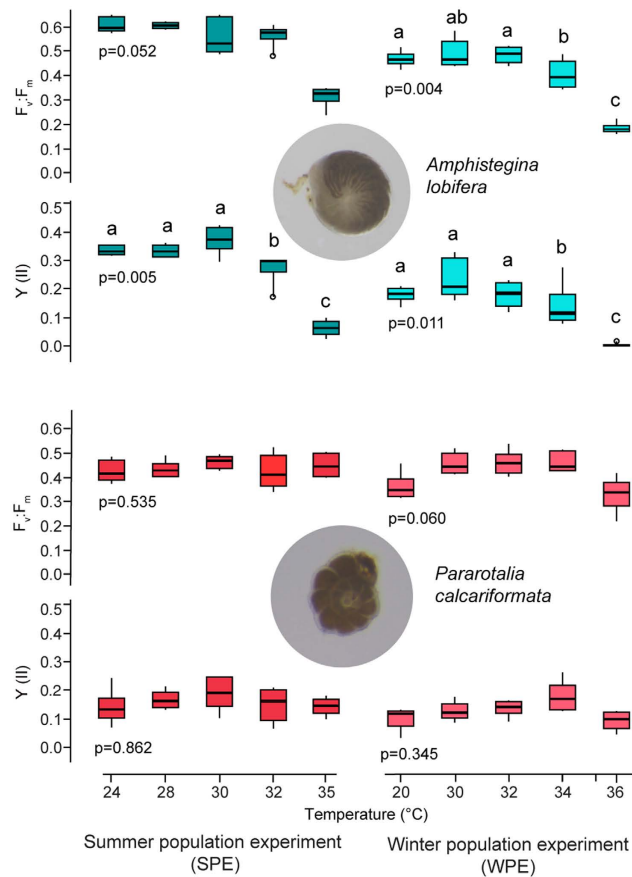 0.6
0.5
0.4
0.3
0.2
0.1
0.0
Fv:Fm
p=0.052
a ab a b c
p=0.004
Amphistegina
lobifera
0.6
0.5
0.4
0.3
0.2
0.1
0.0
Y (II)
a a a b c
p=0.005
a a a b c
p=0.011
0.6
0.5
0.4
0.3
0.2
0.1
0.0
Fv:Fm
p=0.535
p=0.060
Pararotalia
calcariformata
0.6
0.5
0.4
0.3
0.2
0.1
0.0
Y (II)
p=0.862
p=0.345
24 28 30 32 35 20 30 32 34 36
Temperature (°C)
Summer population experiment
(SPE)
Winter population experiment
(WPE)